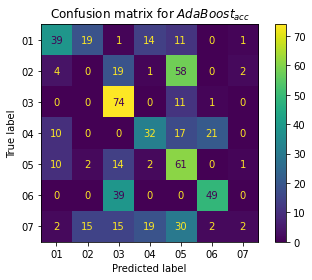 Confusion matrix for AdaBoost_acc
01 39 19 1 14 11 0 1
02 4 0 19 1 58 0 2
03 0 0 74 0 11 1 0
04 10 0 0 32 17 21 0
05 10 2 14 2 61 0 1
06 0 0 39 0 0 49 0
07 2 15 15 19 30 2 2
01 02 03 04 05 06 07
True label
Predicted label
70
60
50
40
30
20
10
0